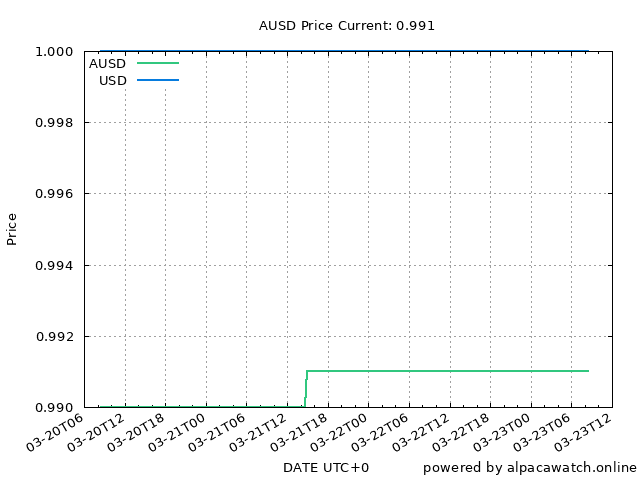 AUSD Price Current: 0.991
1.000
AUSD
USD
0.998
0.996
Price
0.994
0.992
0.990
03-20T06
03-20T12
03-20T18
03-21T00
03-21T06
03-21T12
03-21T18
03-22T00
03-22T06
03-22T12
03-22T18
03-23T00
03-23T06
03-23T12
DATE UTC+0
powered by alpacawatch.online